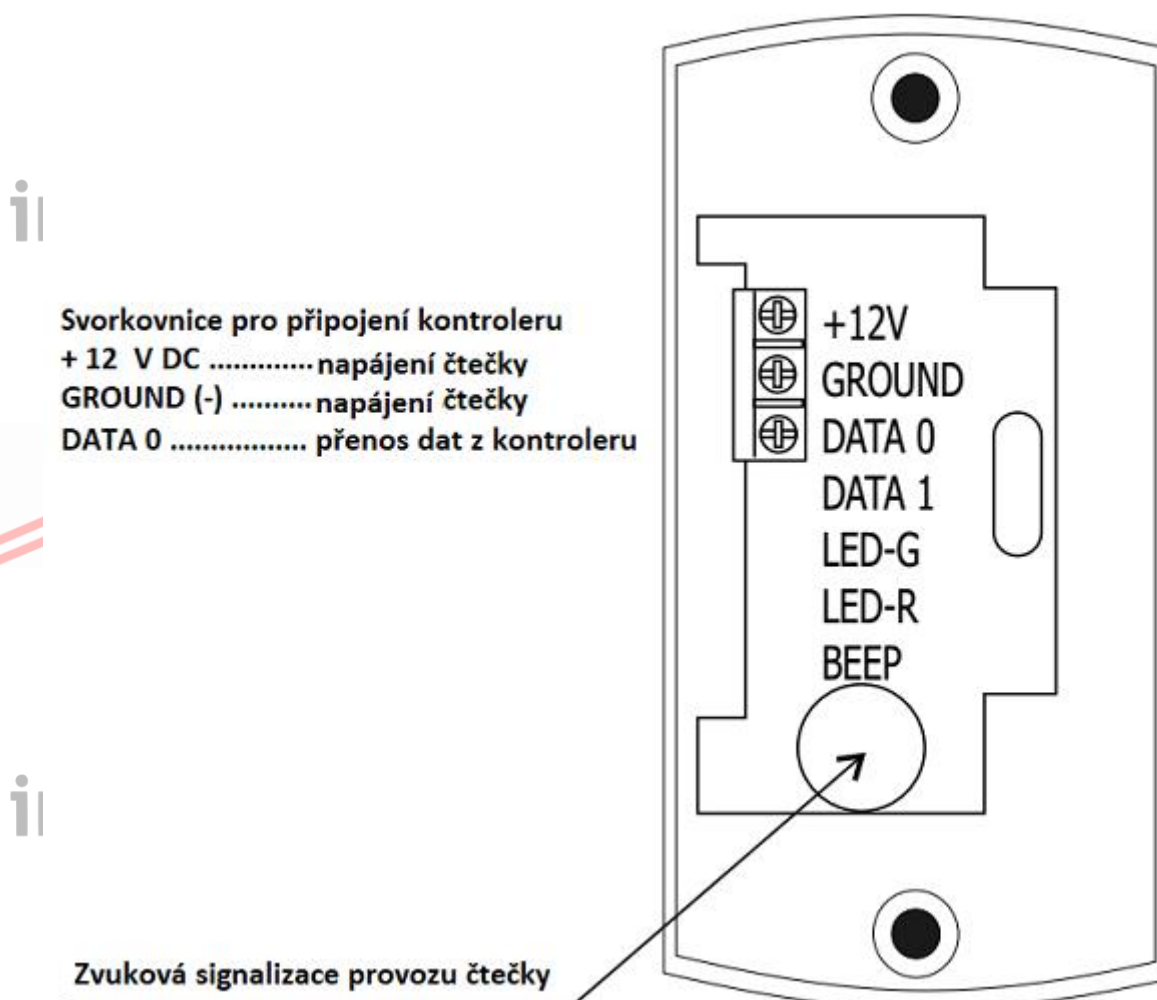 Svorkovnice pro připojení kontroleru
+ 12 V DC ............. napájení čtečky
GROUND (-) .......... napájení čtečky
DATA 0 ................. přenos dat z kontroleru
+12V
GROUND
DATA 0
DATA 1
LED-G
LED-R
BEEP
Zvuková signalizace provozu čtečky